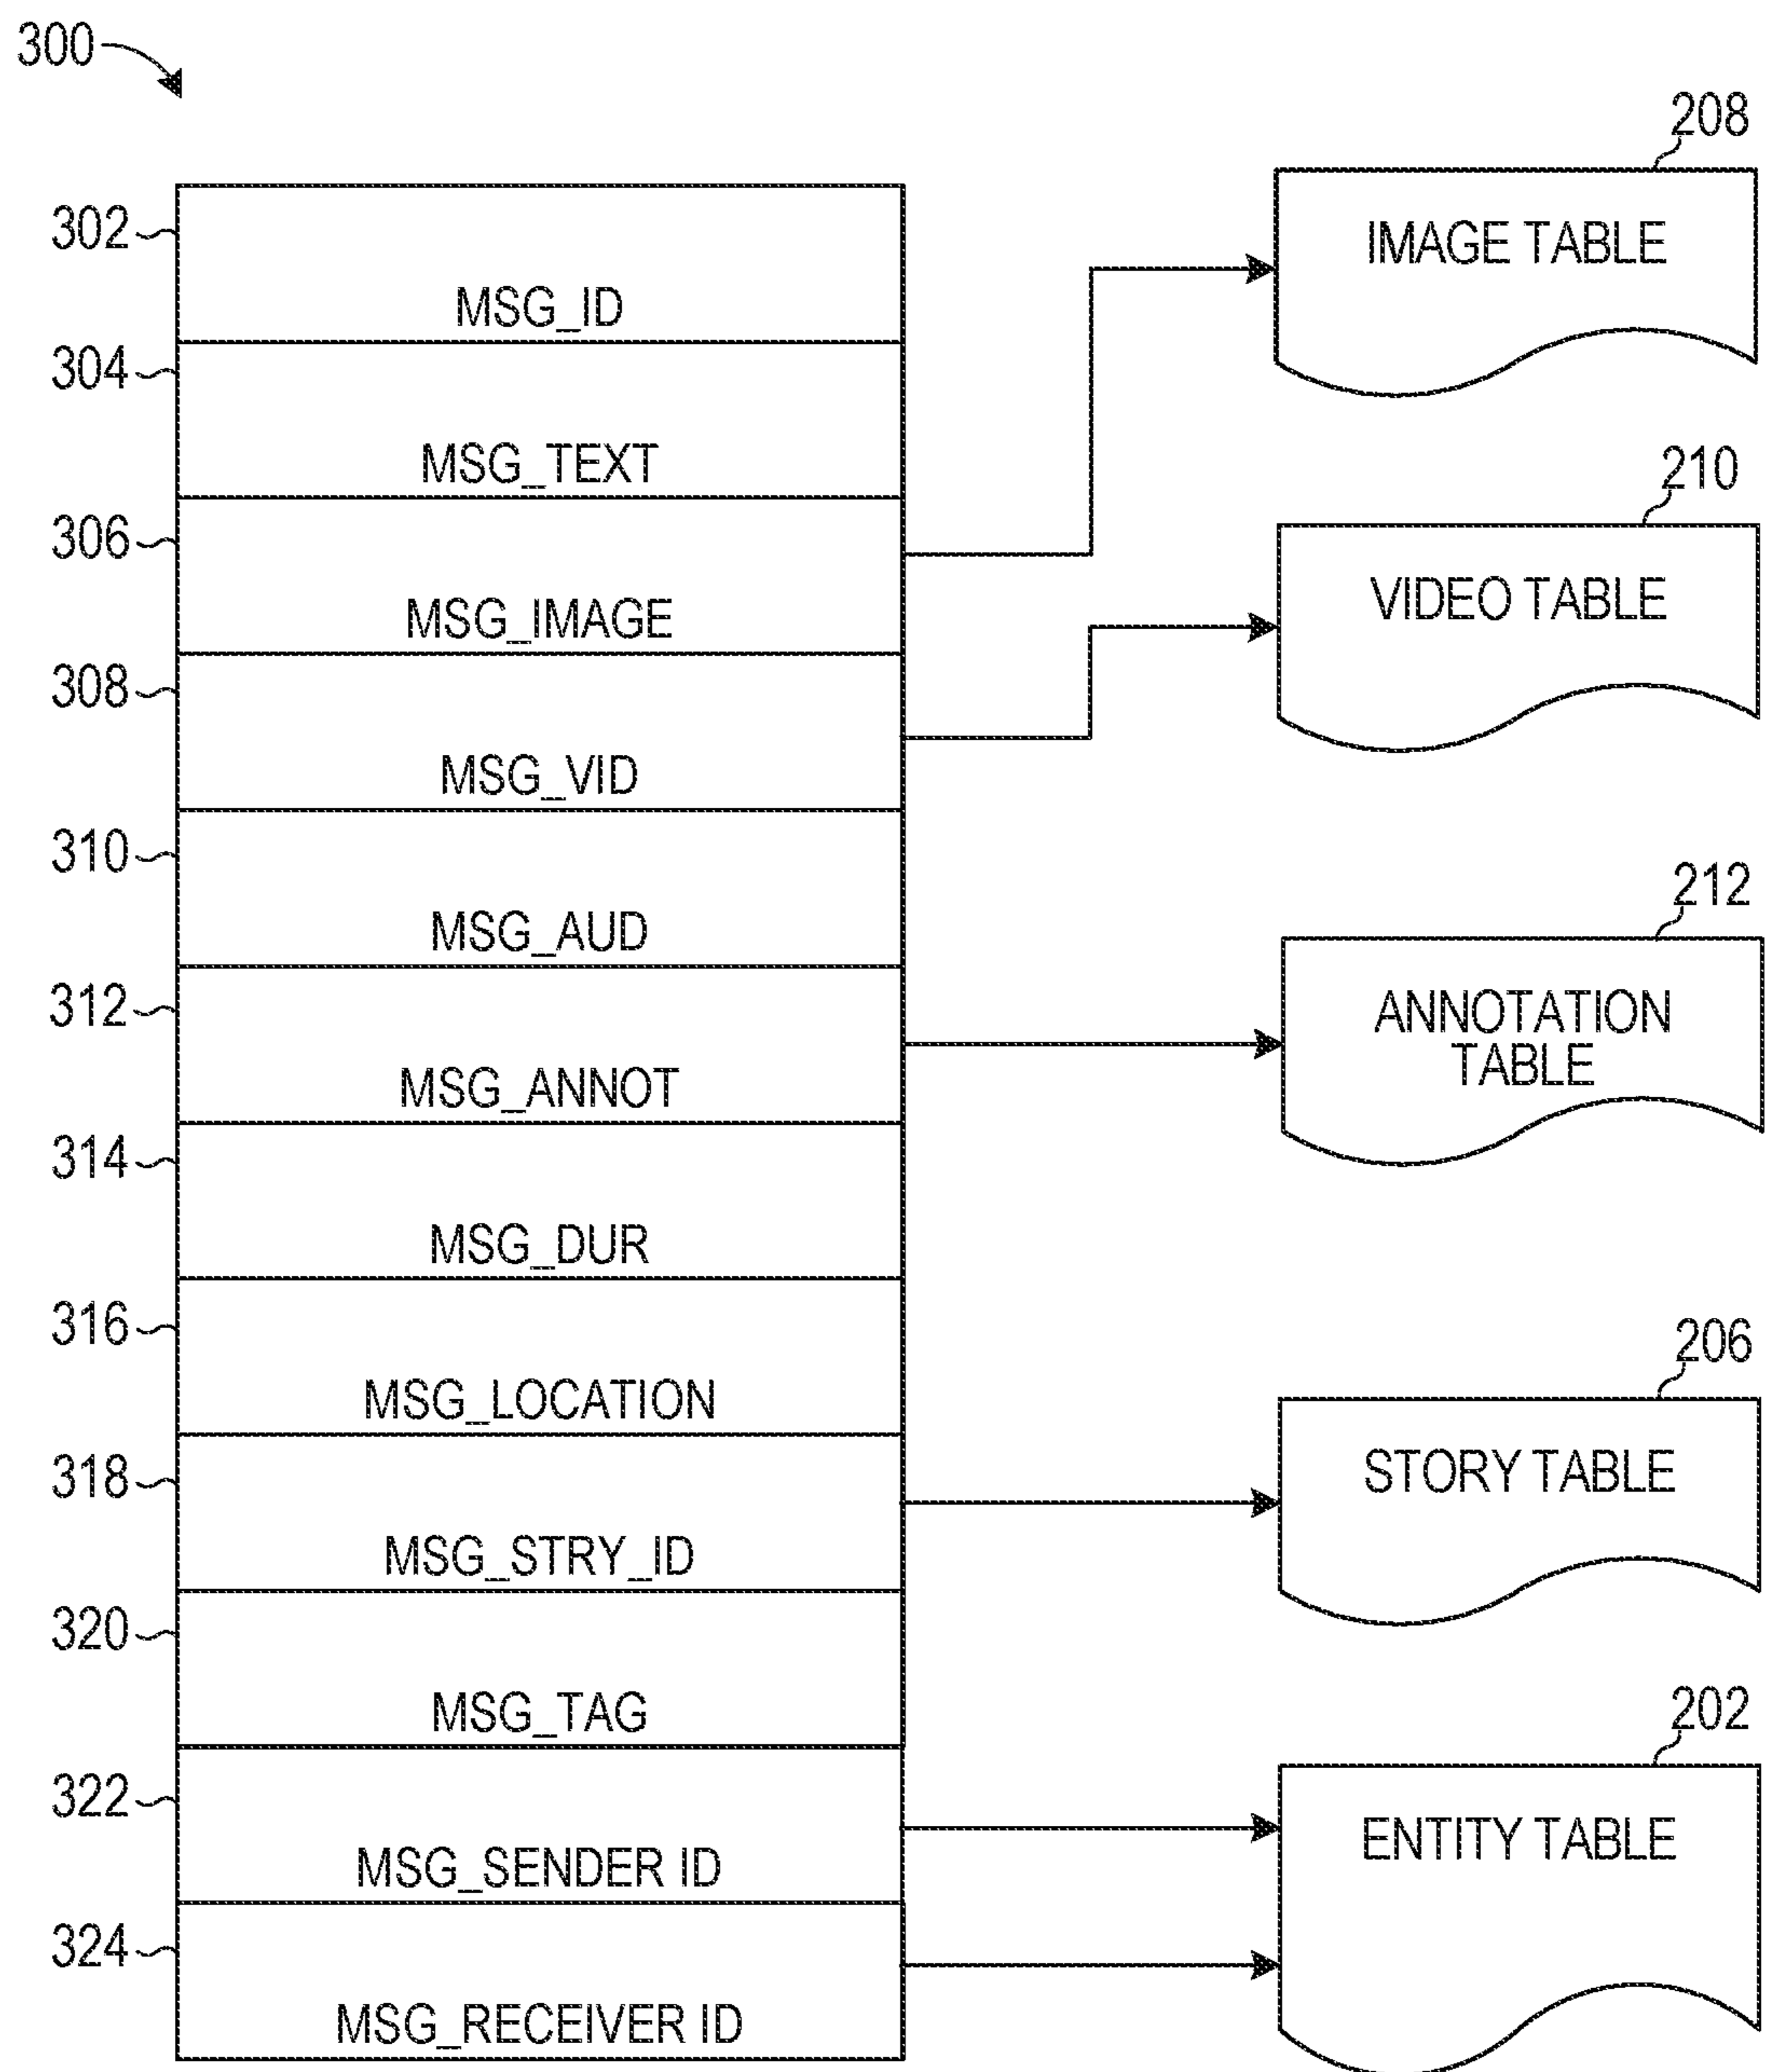 300
208
302
IMAGE TABLE
MSG_ID
304
MSG_TEXT
210
306
VIDEO TABLE
MSG_IMAGE
308
MSG_VID
310
212
MSG_AUD
312
ANNOTATION
TABLE
MSG_ANNOT
314
MSG_DUR
316
206
MSG_LOCATION
318
STORY TABLE
MSG_STRY_ID
320
202
MSG_TAG
322
ENTITY TABLE
MSG_SENDER ID
324
MSG_RECEIVER ID